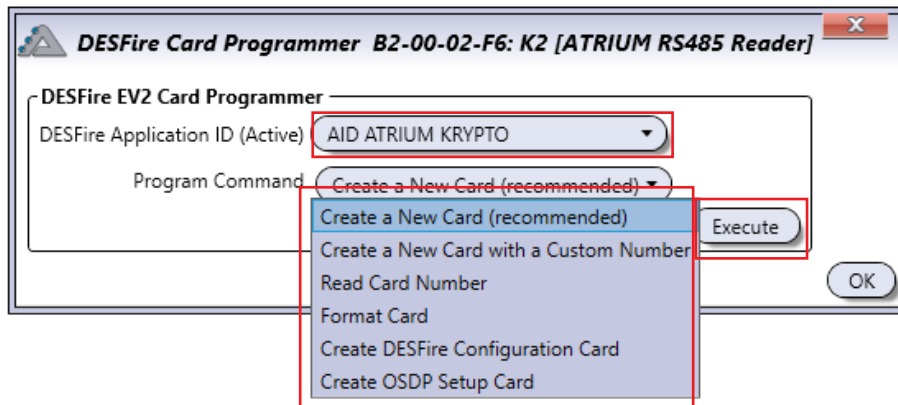 DESFire Card Programmer B2-00-02-F6: K2 [ATRIUM RS485 Reader]
X
DESFire EV2 Card Programmer
DESFire Application ID (Active)
AID ATRIUM KRYPTO
Program Command
Create a New Card (recommended)
Create a New Card (recommended)
Execute
Create a New Card with a Custom Number
Read Card Number
OK
Format Card
Create DESFire Configuration Card
Create OSDP Setup Card